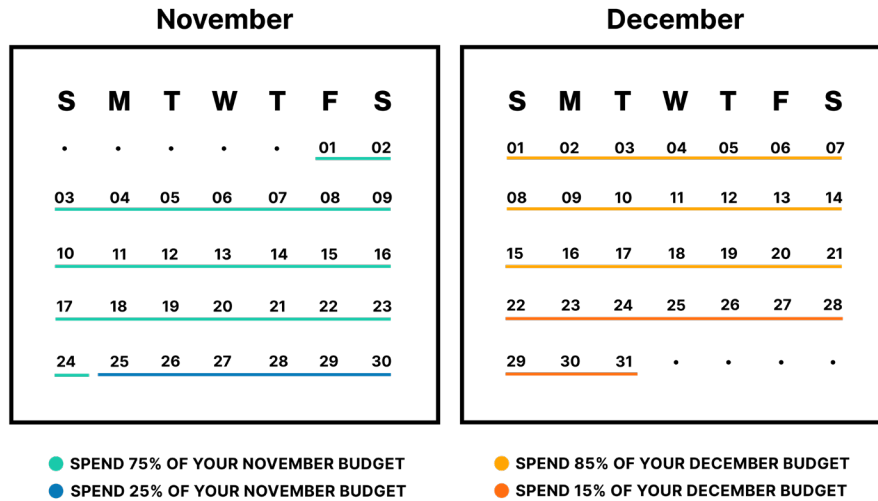 November
S M T W T F S
. . . . . 01 02
03 04 05 06 07 08 09
10 11 12 13 14 15 16
17 18 19 20 21 22 23
24 25 26 27 28 29 30
SPEND 75% OF YOUR NOVEMBER BUDGET
SPEND 25% OF YOUR NOVEMBER BUDGET
December
S M T W T F S
01 02 03 04 05 06 07
08 09 10 11 12 13 14
15 16 17 18 19 20 21
22 23 24 25 26 27 28
29 30 31 . . . .
SPEND 85% OF YOUR DECEMBER BUDGET
SPEND 15% OF YOUR DECEMBER BUDGET